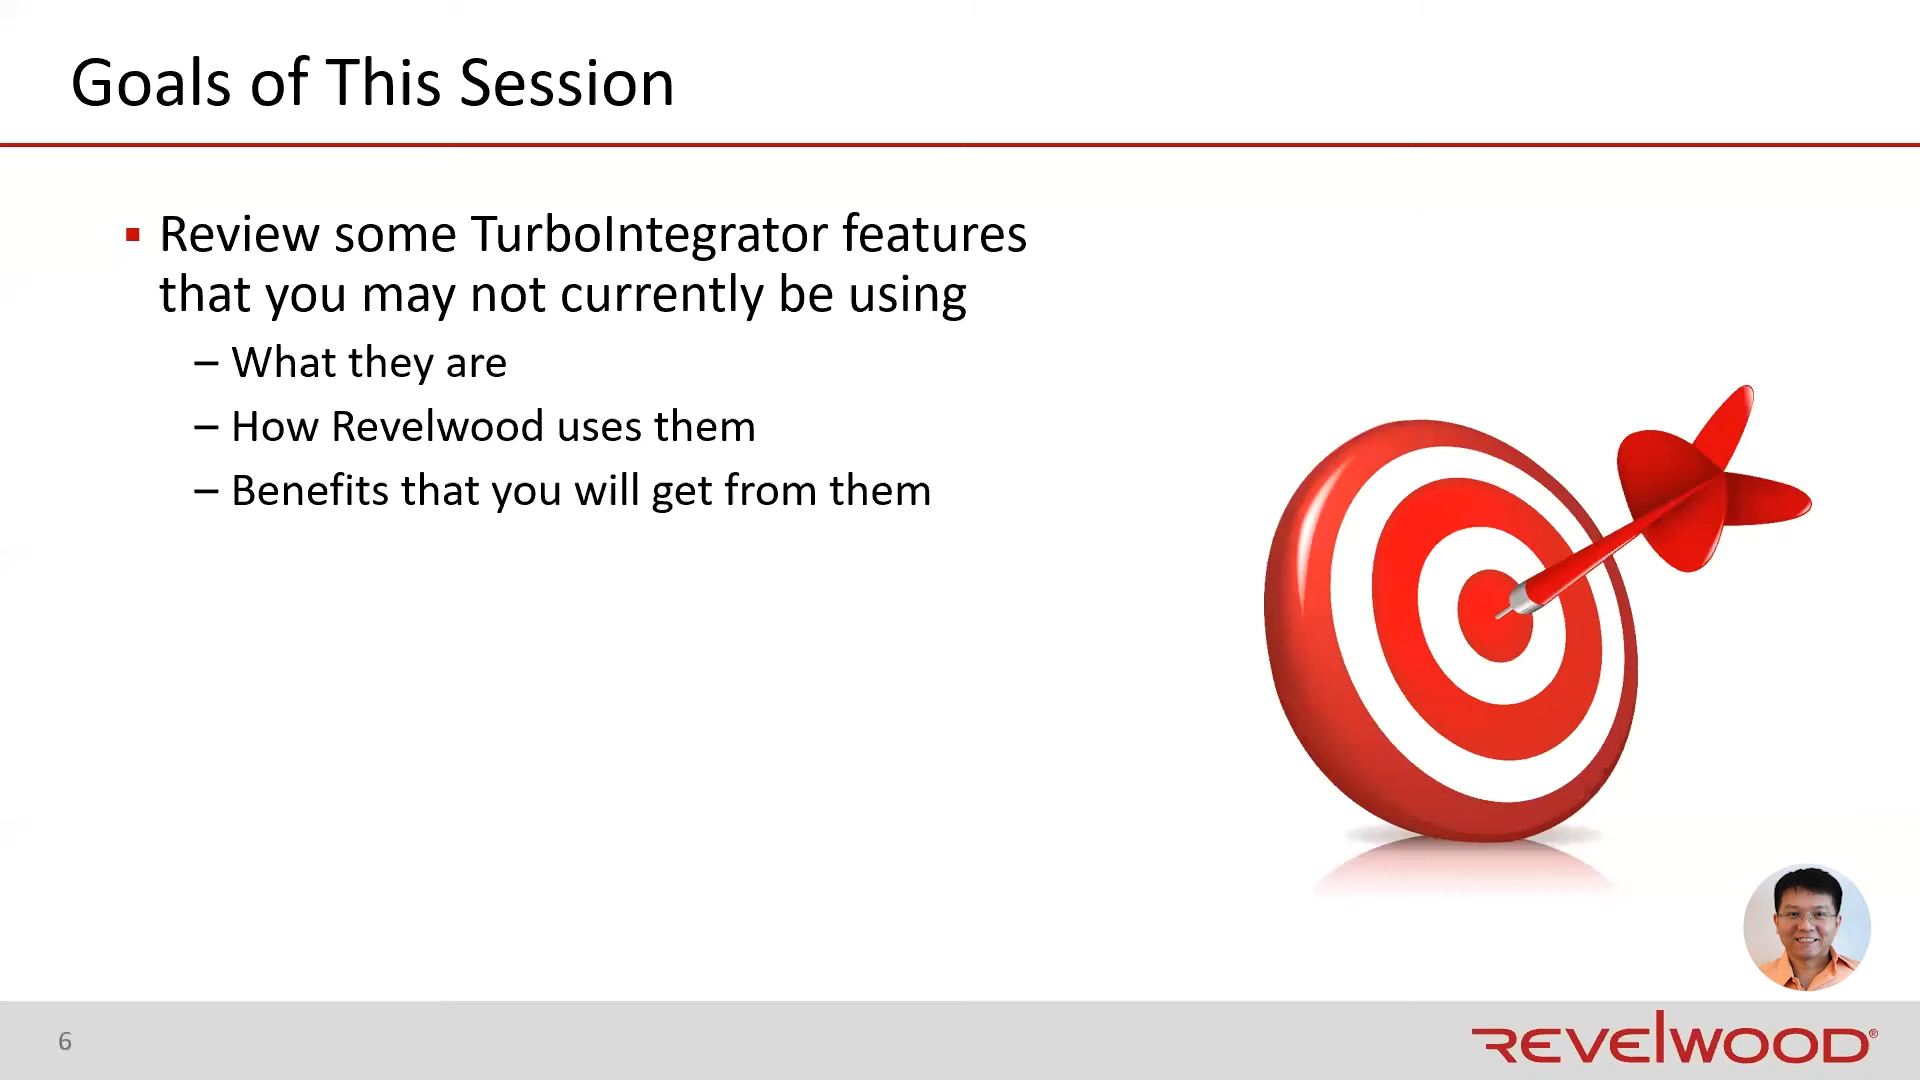 Goals of This Session
▪ Review some TurboIntegrator features
that you may not currently be using
– What they are
– How Revelwood uses them
– Benefits that you will get from them
6
REVELWOOD®